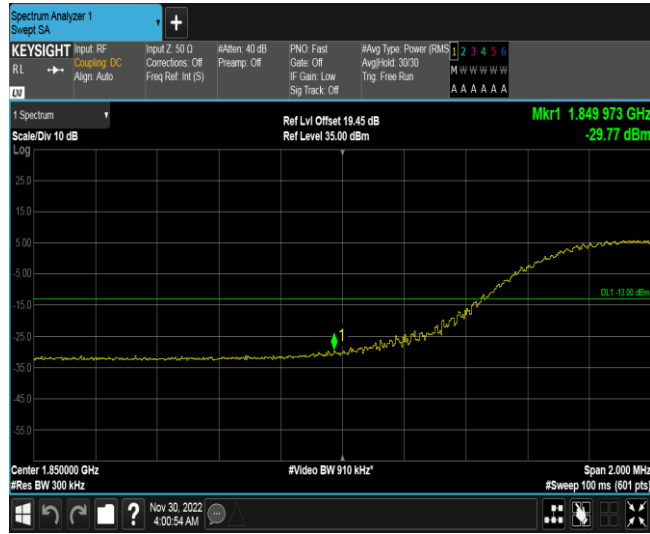 Spectrum Analyzer 1
Swept SA
+
KEYSIGHT
RL
LXI
Input: RF
Coupling: DC
Align: Auto
Input Z: 50 Ω
Corrections: Off
Freq Ref: Int (S)
#Atten: 40 dB
Preamp: Off
PNO: Fast
Gate: Off
IF Gain: Low
Sig Track: Off
#Avg Type: Power (RMS
Avg|Hold: 30/30
Trig: Free Run
1 2 3 4 5 6
M W W W W W
A A A A A A
1 Spectrum
Scale/Div 10 dB
Log
Ref Lvl Offset 19.45 dB
Ref Level 35.00 dBm
Mkr1 1.849 973 GHz
-29.77 dBm
25.0
15.0
5.00
-5.00
-15.0
-25.0
-35.0
-45.0
-55.0
DL1 -13.00 dBm
1
Center 1.850000 GHz
#Res BW 300 kHz
#Video BW 910 kHz*
Span 2.000 MHz
#Sweep 100 ms (601 pts)
?
Nov 30, 2022
4:00:54 AM